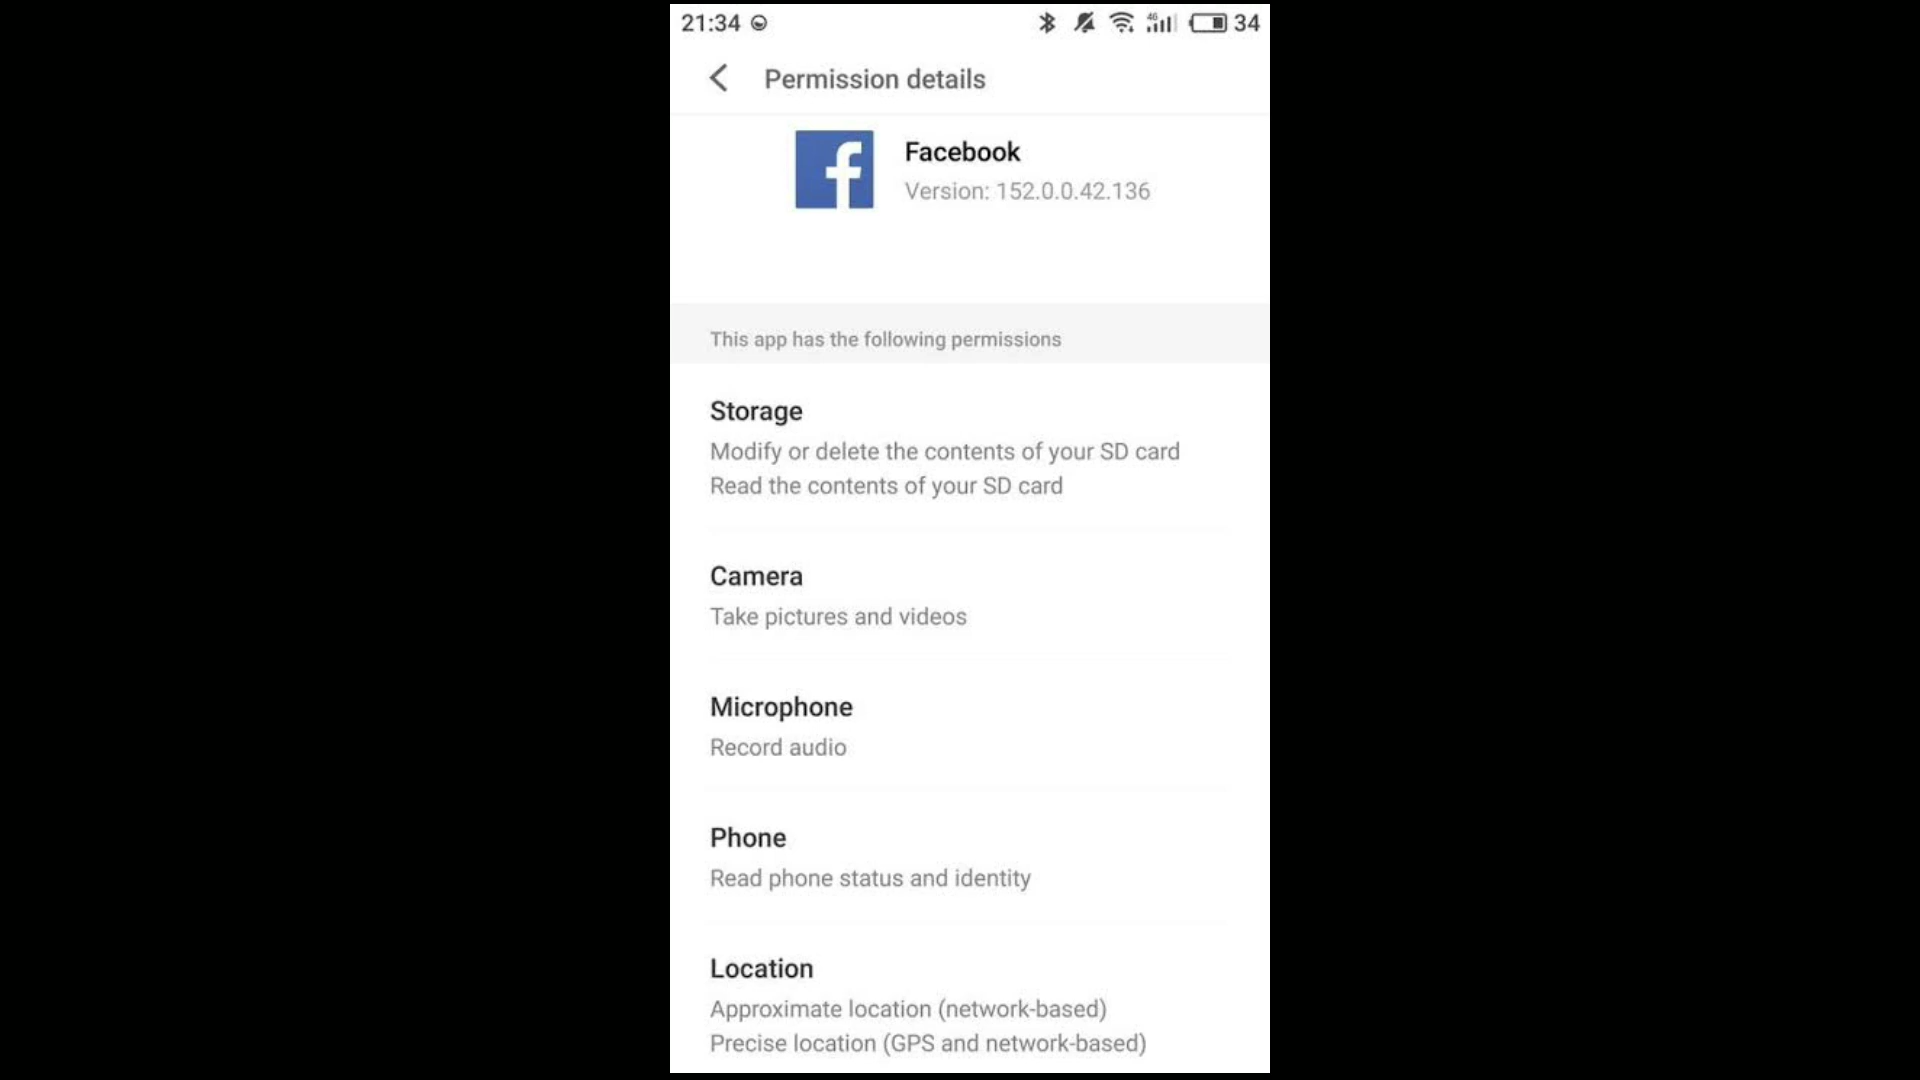 21:34 4G 34
Permission details
Facebook
Version: 152.0.0.42.136
This app has the following permissions
Storage
Modify or delete the contents of your SD card
Read the contents of your SD card
Camera
Take pictures and videos
Microphone
Record audio
Phone
Read phone status and identity
Location
Approximate location (network-based)
Precise location (GPS and network-based)